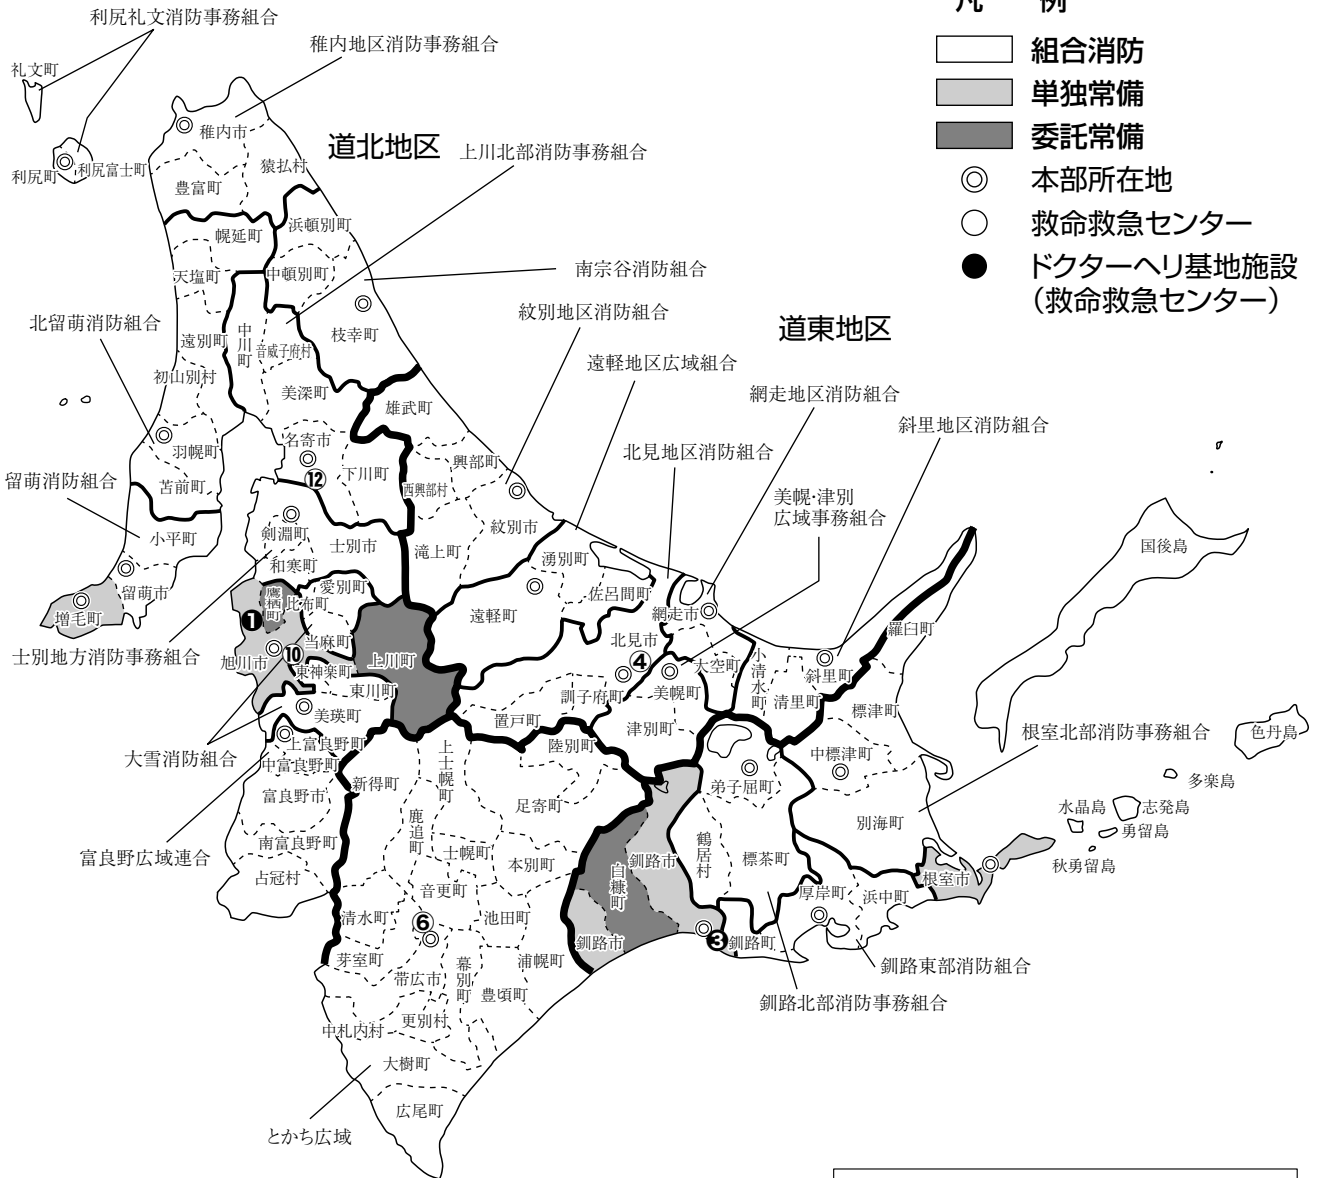 凡 例
組合消防
単独常備
委託常備
本部所在地
救命救急センター
ドクターヘリ基地施設
(救命救急センター)
利尻礼文消防事務組合
稚内地区消防事務組合
礼文町
稚内市
道北地区
上川北部消防事務組合
猿払村
利尻町
利尻富士町
豊富町
浜頓別町
幌延町
天塩町
中頓別町
南宗谷消防組合
紋別地区消防組合
道東地区
北留萌消防組合
遠別町
中川町
音威子府村
枝幸町
遠軽地区広域組合
初山別村
美深町
雄武町
網走地区消防組合
斜里地区消防組合
羽幌町
名寄市
興部町
北見地区消防組合
留萌消防組合
苫前町
⑫
下川町
西興部村
美幌・津別
広域事務組合
小平町
剣淵町
士別市
滝上町
紋別市
国後島
和寒町
湧別町
留萌市
愛別町
佐呂間町
増毛町
鷹栖町
比布町
遠軽町
網走市
羅臼町
❶
当麻町
北見市
士別地方消防事務組合
旭川市
⑩
東神楽町
上川町
④
大空町
小清水町
斜里町
東川町
訓子府町
美幌町
清里町
標津町
美瑛町
置戸町
津別町
根室北部消防事務組合
色丹島
大雪消防組合
上富良野町
中富良野町
新得町
上士幌町
陸別町
中標津町
多楽島
富良野市
弟子屈町
水晶島
志発島
足寄町
別海町
勇留島
南富良野町
鹿追町
士幌町
富良野広域連合
本別町
釧路市
鶴居村
標茶町
秋勇留島
占冠村
音更町
白糠町
根室市
厚岸町
浜中町
清水町
⑥
池田町
釧路市
❸
釧路町
芽室町
帯広市
幕別町
浦幌町
釧路東部消防組合
豊頃町
釧路北部消防事務組合
中札内村
更別村
大樹町
広尾町
とかち広域